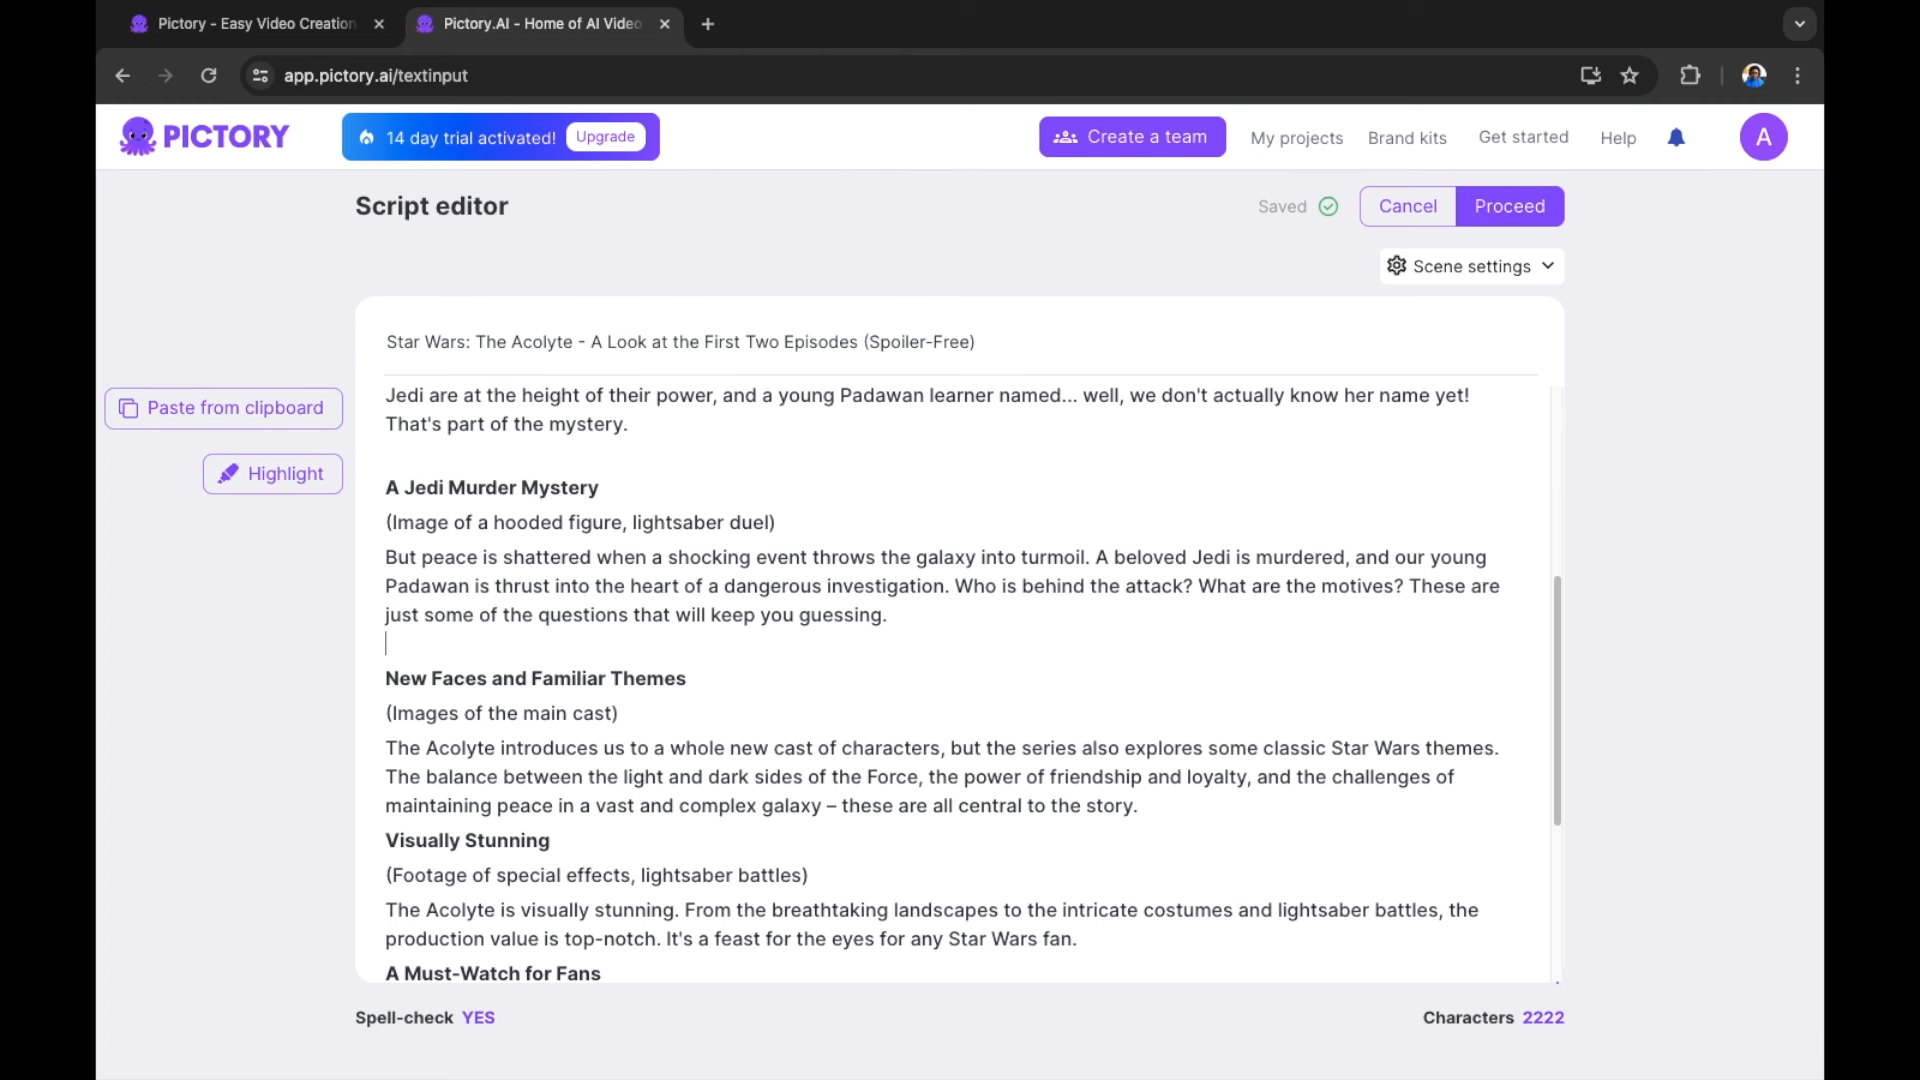 Pictory - Easy Video Creation
Pictory.AI - Home of AI Video
app.pictory.ai/textinput
PICTORY
14 day trial activated!
Upgrade
Create a team
My projects
Brand kits
Get started
Help
A
Script editor
Saved
Cancel
Proceed
Scene settings
Star Wars: The Acolyte - A Look at the First Two Episodes (Spoiler-Free)
Paste from clipboard
Highlight
Jedi are at the height of their power, and a young Padawan learner named... well, we don't actually know her name yet!
That's part of the mystery.
A Jedi Murder Mystery
(Image of a hooded figure, lightsaber duel)
But peace is shattered when a shocking event throws the galaxy into turmoil. A beloved Jedi is murdered, and our young
Padawan is thrust into the heart of a dangerous investigation. Who is behind the attack? What are the motives? These are
just some of the questions that will keep you guessing.
New Faces and Familiar Themes
(Images of the main cast)
The Acolyte introduces us to a whole new cast of characters, but the series also explores some classic Star Wars themes.
The balance between the light and dark sides of the Force, the power of friendship and loyalty, and the challenges of
maintaining peace in a vast and complex galaxy – these are all central to the story.
Visually Stunning
(Footage of special effects, lightsaber battles)
The Acolyte is visually stunning. From the breathtaking landscapes to the intricate costumes and lightsaber battles, the
production value is top-notch. It's a feast for the eyes for any Star Wars fan.
A Must-Watch for Fans
Spell-check YES
Characters 2222